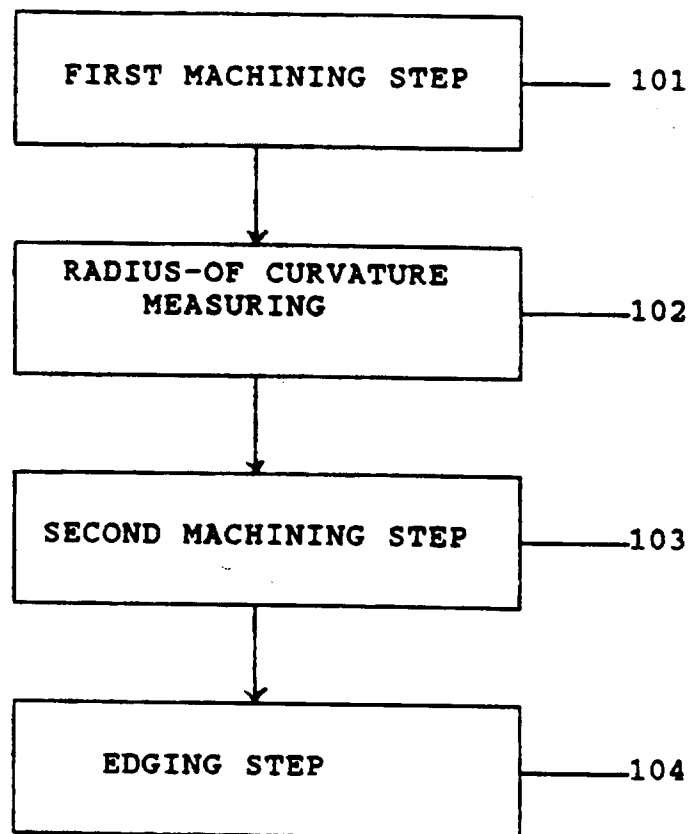 FIRST MACHINING STEP
101
RADIUS-OF CURVATURE
MEASURING
102
SECOND MACHINING STEP
103
EDGING STEP
104